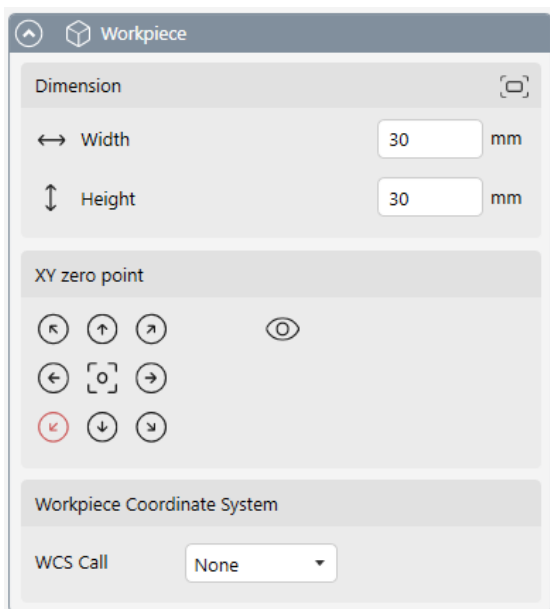 Workpiece
Dimension
Width 30 mm
Height 30 mm
XY zero point
Workpiece Coordinate System
WCS Call None